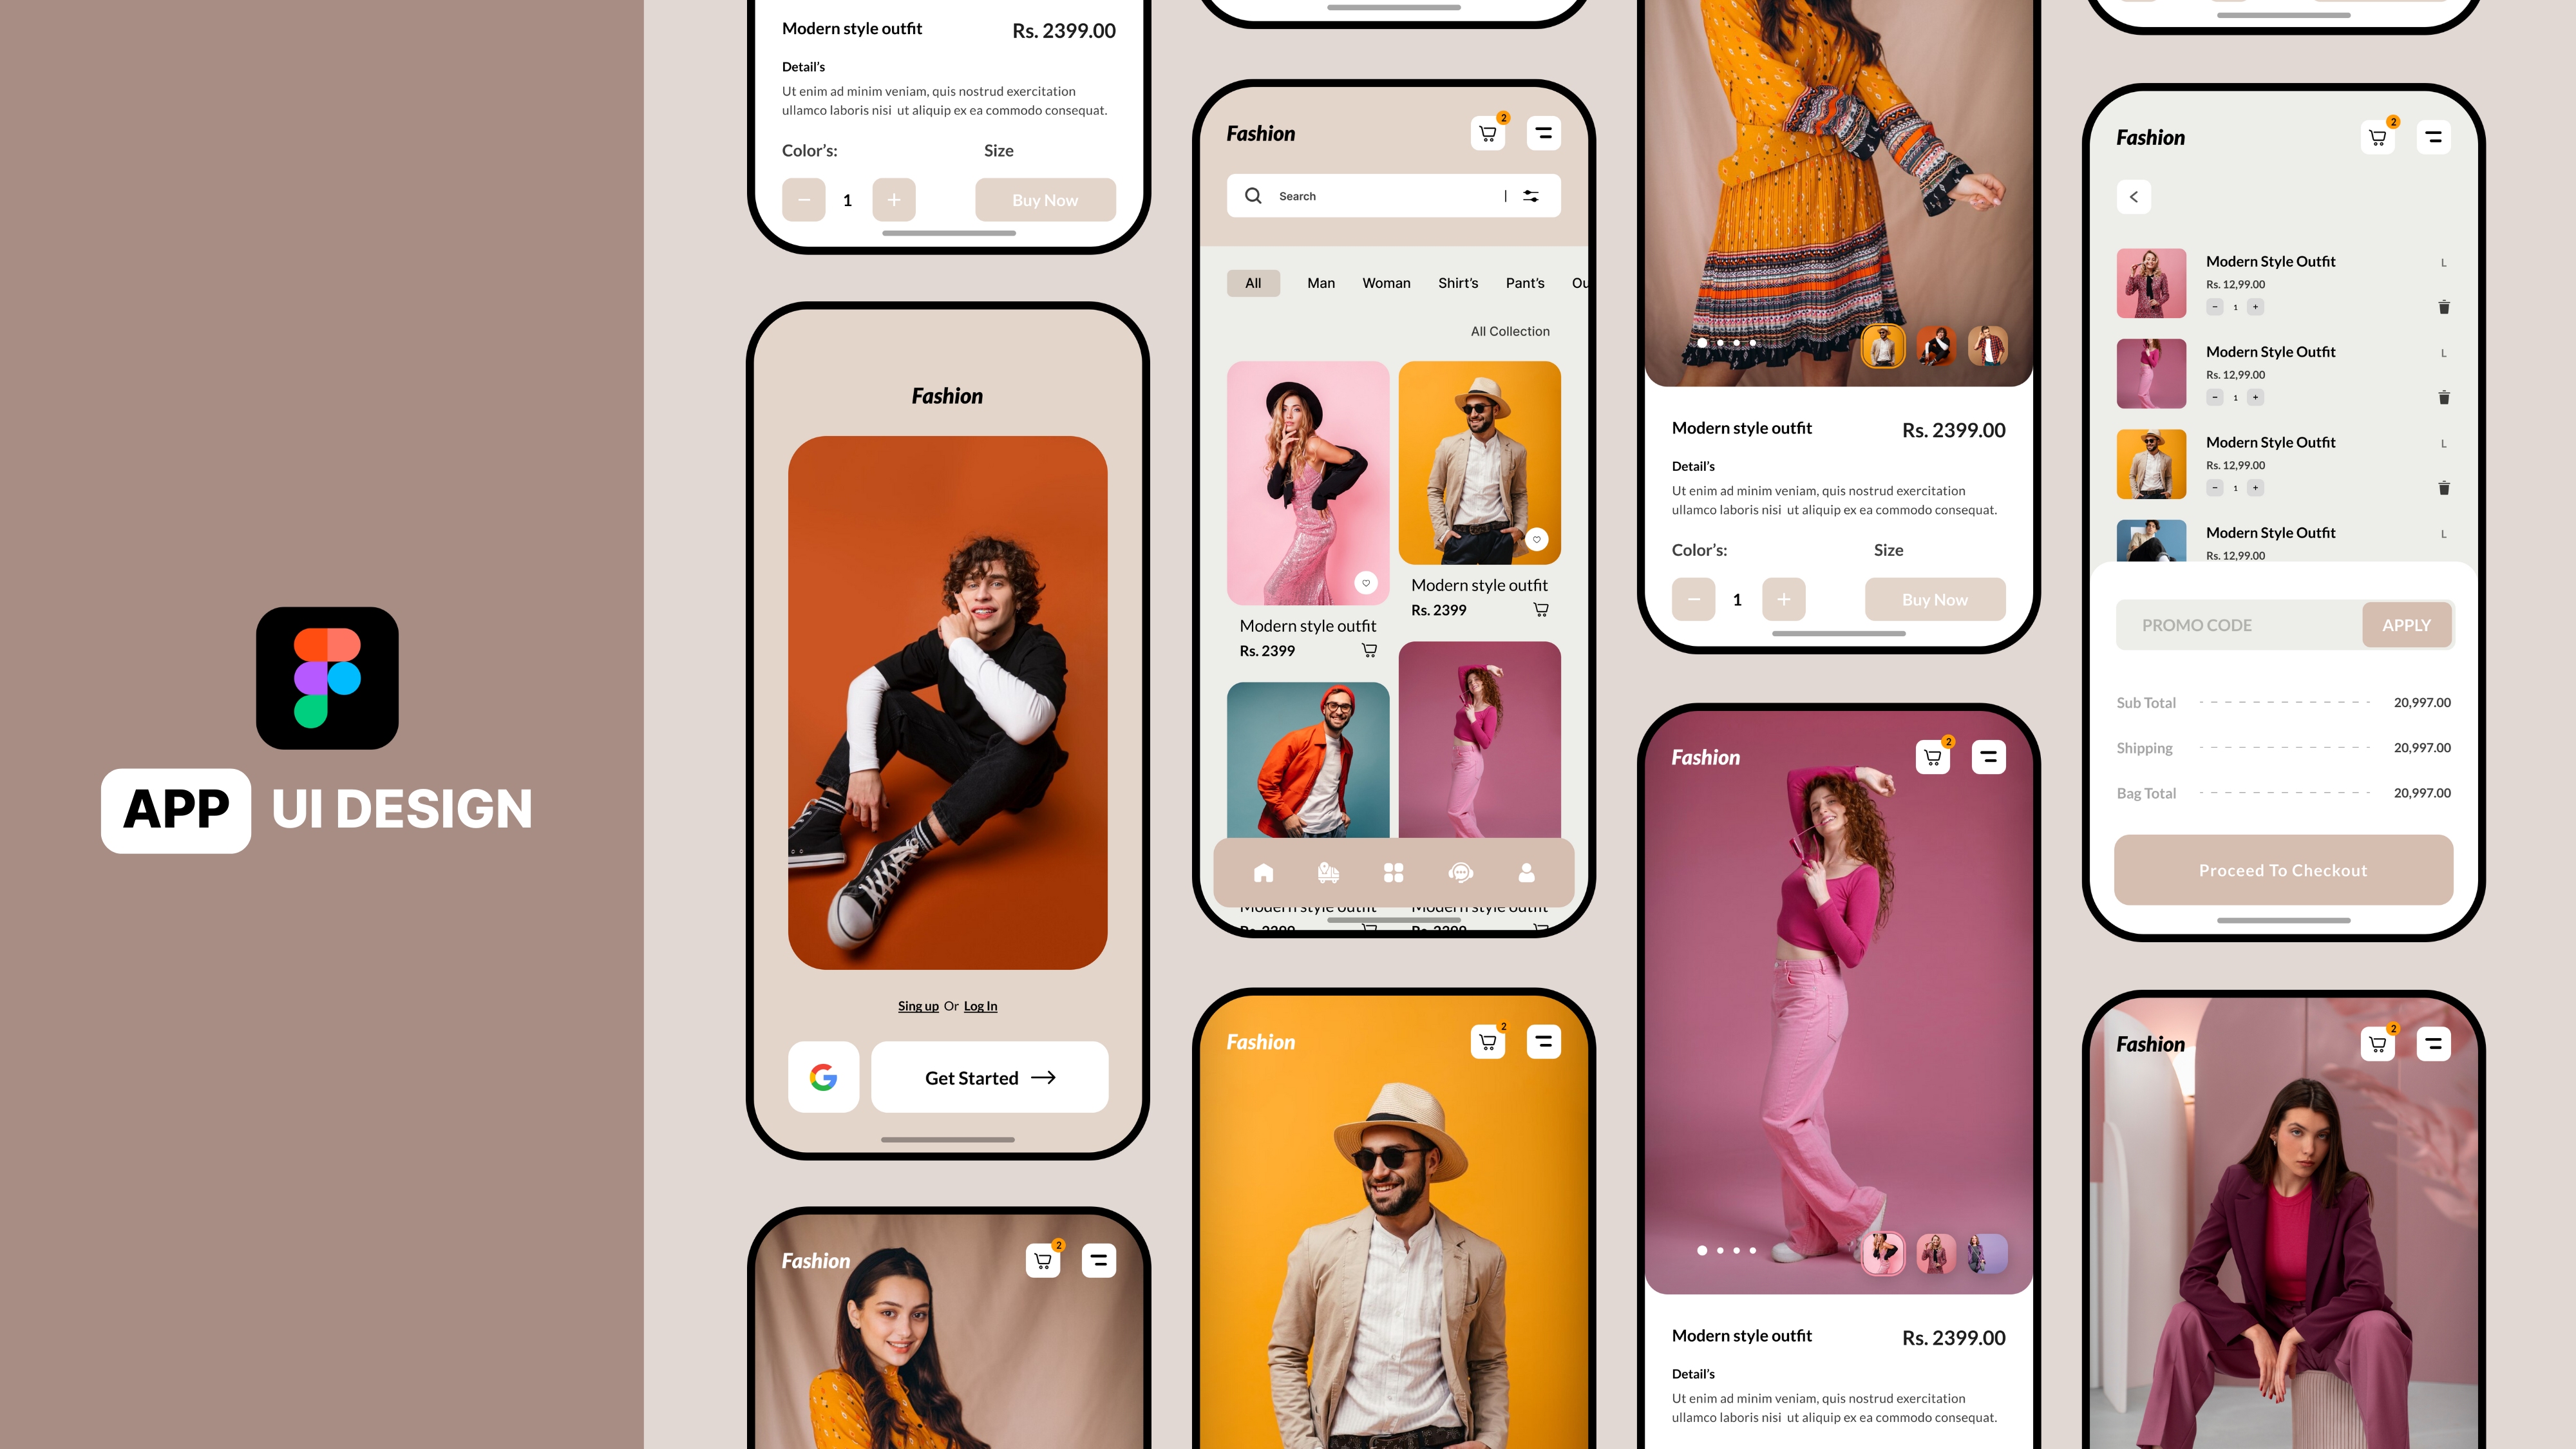 APP UI DESIGN
Modern style outfit Rs. 2399.00
Detail's
Ut enim ad minim veniam, quis nostrud exercitation
ullamco laboris nisi ut aliquip ex ea commodo consequat.
Color's: Size
− 1 + Buy Now
Fashion
Sing up Or Log In
Get Started
Fashion 2
Fashion 2
Search
All Man Woman Shirt's Pant's Ou
All Collection
Modern style outfit
Rs. 2399
Modern style outfit
Rs. 2399
Modern style outfit Modern style outfit
Rs. 2399 Rs. 2399
Fashion 2
Modern style outfit Rs. 2399.00
Detail's
Ut enim ad minim veniam, quis nostrud exercitation
ullamco laboris nisi ut aliquip ex ea commodo consequat.
Color's: Size
− 1 + Buy Now
Fashion 2
Modern style outfit Rs. 2399.00
Detail's
Ut enim ad minim veniam, quis nostrud exercitation
ullamco laboris nisi ut aliquip ex ea commodo consequat.
Fashion 2
Modern Style Outfit L
Rs. 12,99.00
− 1 +
Modern Style Outfit L
Rs. 12,99.00
− 1 +
Modern Style Outfit L
Rs. 12,99.00
− 1 +
Modern Style Outfit L
Rs. 12,99.00
PROMO CODE APPLY
Sub Total 20,997.00
Shipping 20,997.00
Bag Total 20,997.00
Proceed To Checkout
Fashion 2